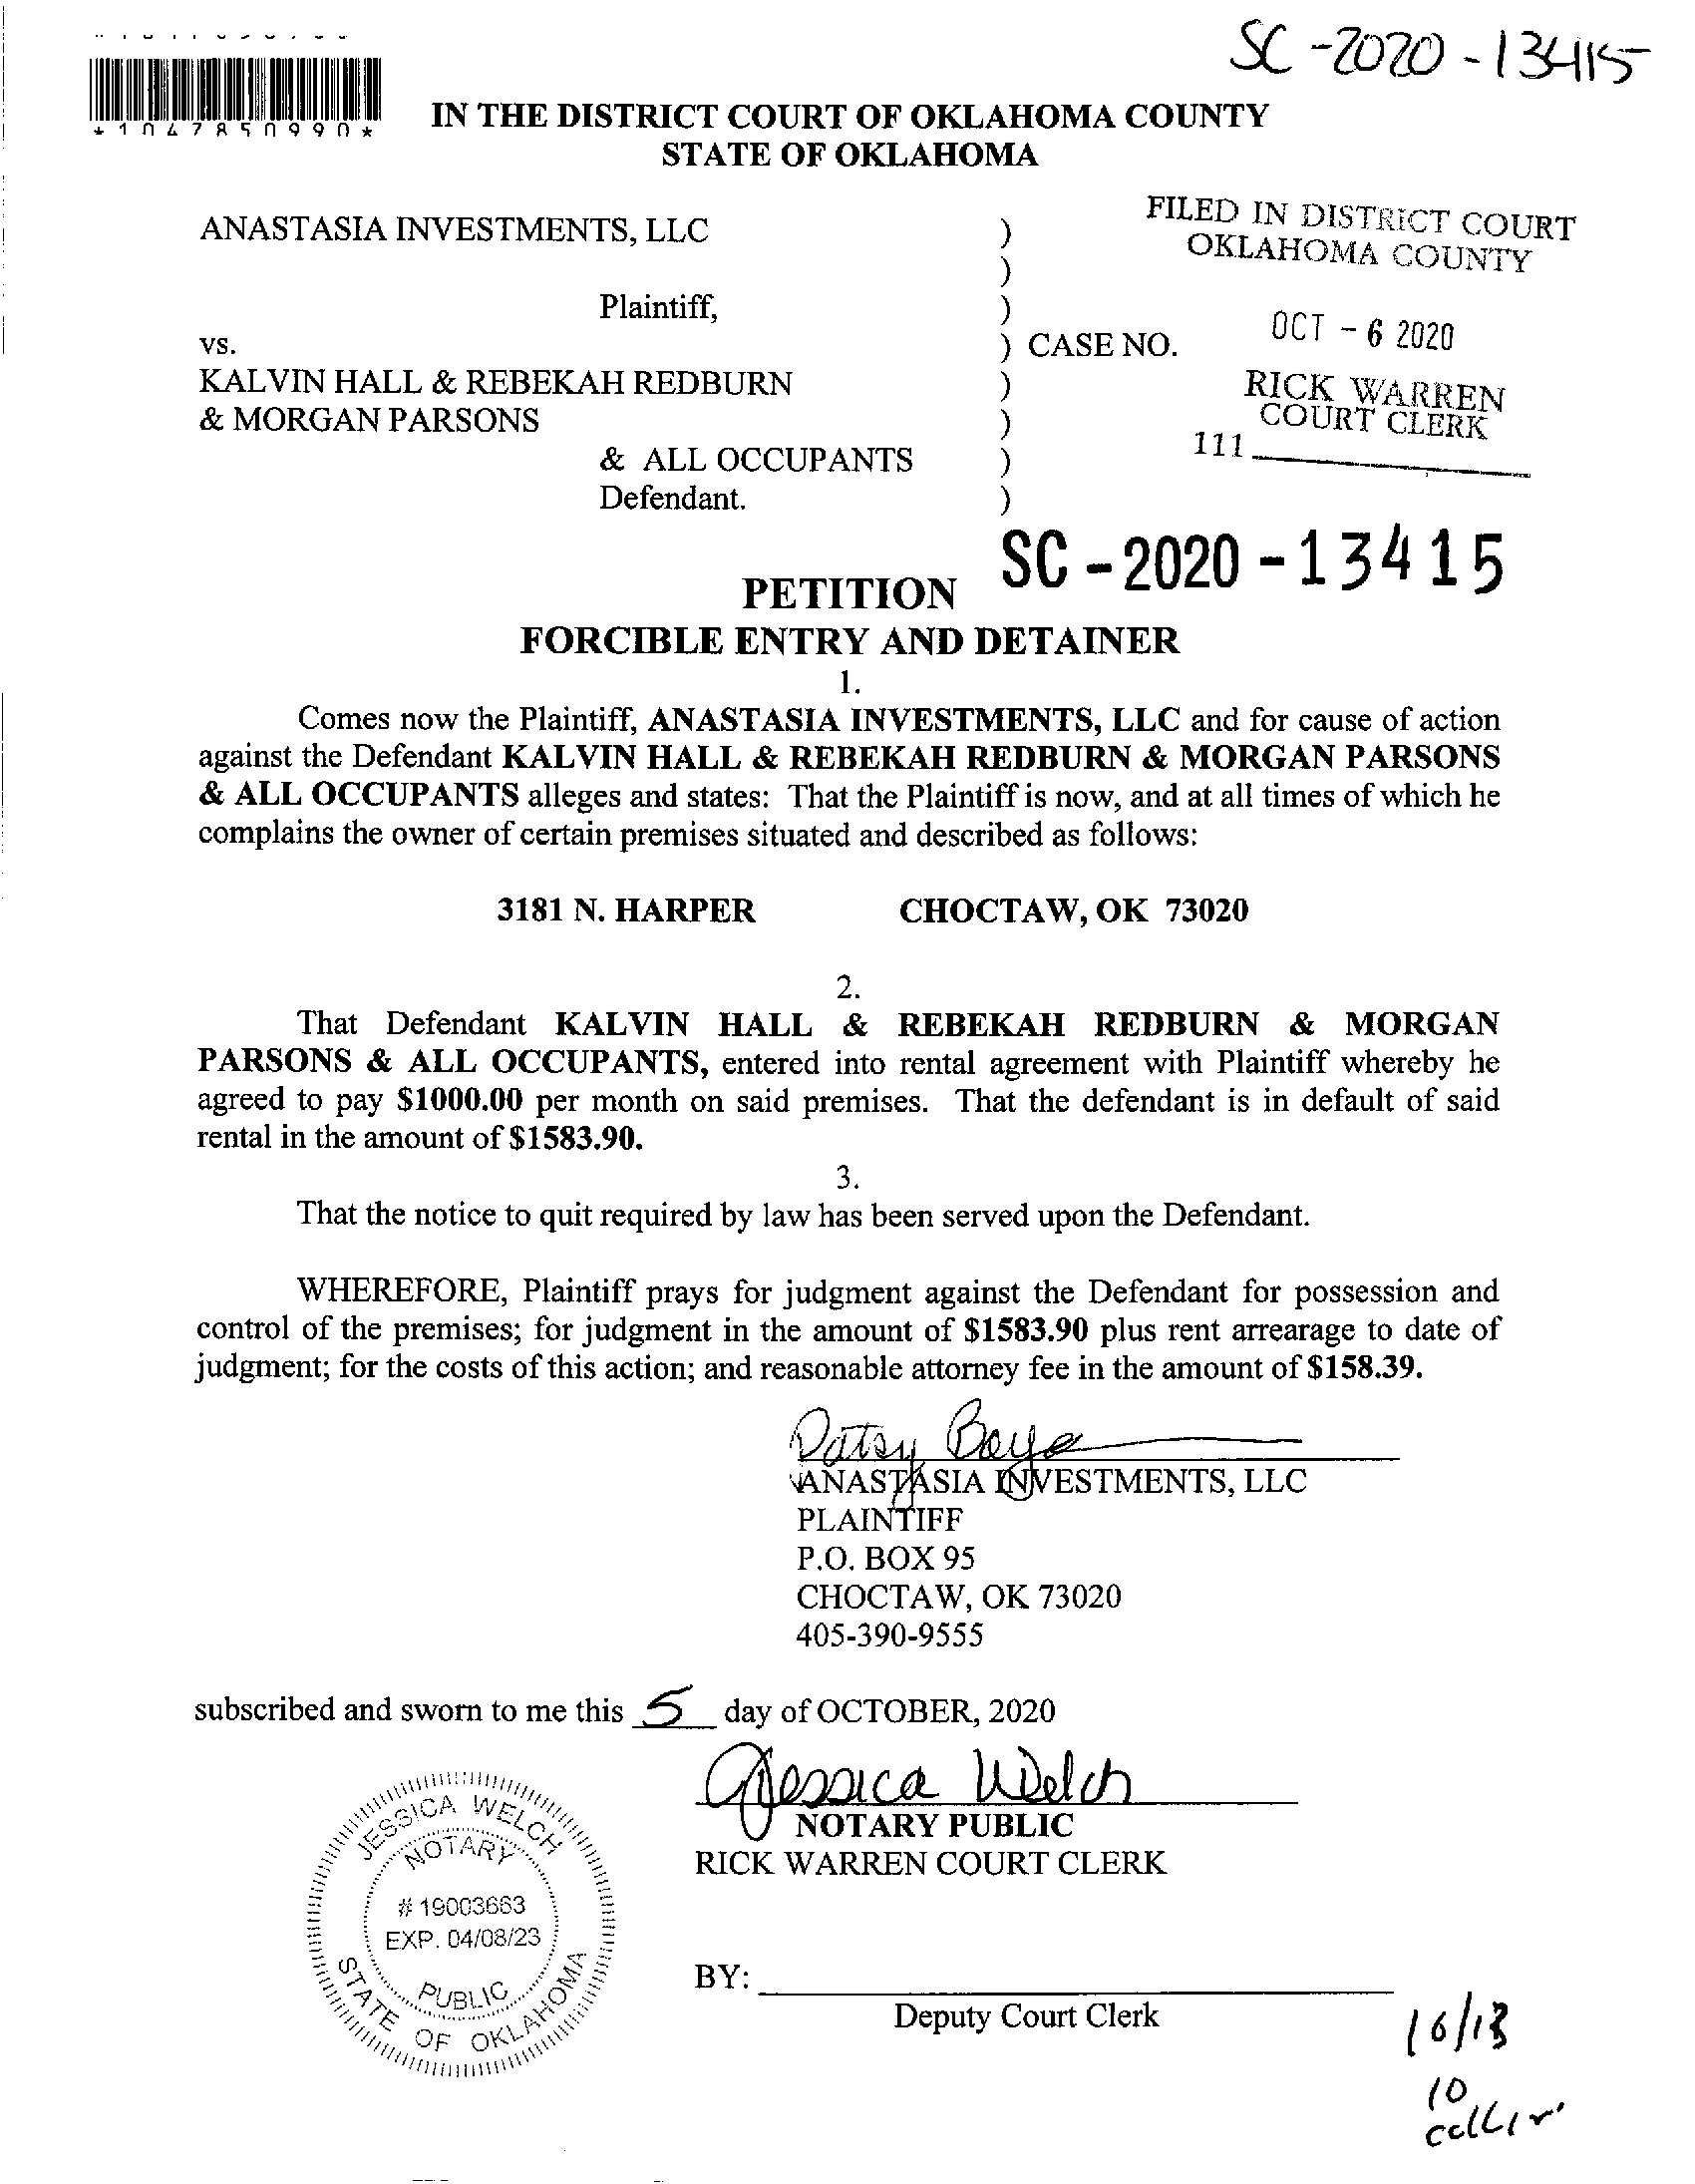 SC-2020-13415
*1047850990*
IN THE DISTRICT COURT OF OKLAHOMA COUNTY
STATE OF OKLAHOMA
ANASTASIA INVESTMENTS, LLC )
)
Plaintiff, )
vs. ) CASE NO.
KALVIN HALL & REBEKAH REDBURN )
& MORGAN PARSONS )
& ALL OCCUPANTS )
Defendant. )
FILED IN DISTRICT COURT
OKLAHOMA COUNTY
OCT - 6 2020
RICK WARREN
COURT CLERK
111
SC-2020-13415
PETITION
FORCIBLE ENTRY AND DETAINER
1.
Comes now the Plaintiff, ANASTASIA INVESTMENTS, LLC and for cause of action
against the Defendant KALVIN HALL & REBEKAH REDBURN & MORGAN PARSONS
& ALL OCCUPANTS alleges and states: That the Plaintiff is now, and at all times of which he
complains the owner of certain premises situated and described as follows:
3181 N. HARPER CHOCTAW, OK 73020
2.
That Defendant KALVIN HALL & REBEKAH REDBURN & MORGAN
PARSONS & ALL OCCUPANTS, entered into rental agreement with Plaintiff whereby he
agreed to pay $1000.00 per month on said premises. That the defendant is in default of said
rental in the amount of $1583.90.
3.
That the notice to quit required by law has been served upon the Defendant.
WHEREFORE, Plaintiff prays for judgment against the Defendant for possession and
control of the premises; for judgment in the amount of $1583.90 plus rent arrearage to date of
judgment; for the costs of this action; and reasonable attorney fee in the amount of $158.39.
Patsy
ANASTASIA INVESTMENTS, LLC
PLAINTIFF
P.O. BOX 95
CHOCTAW, OK 73020
405-390-9555
subscribed and sworn to me this 5 day of OCTOBER, 2020
Jessica Welch
NOTARY PUBLIC
RICK WARREN COURT CLERK
JESSICA WELCH
NOTARY
# 19003663
EXP. 04/08/23
PUBLIC
STATE OF OKLAHOMA
BY:
Deputy Court Clerk
10